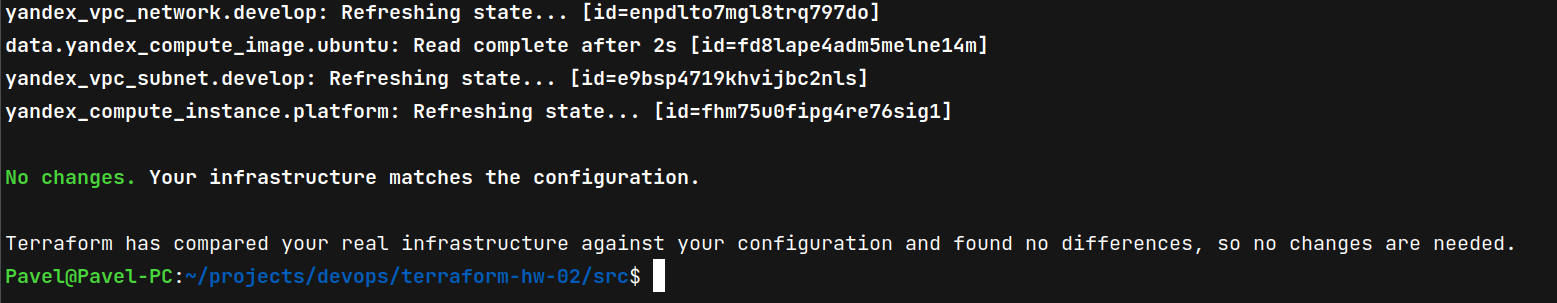 yandex_vpc_network.develop: Refreshing state... [id=enpdlto7mgl8trq797do]
data.yandex_compute_image.ubuntu: Read complete after 2s [id=fd8lape4adm5melne14m]
yandex_vpc_subnet.develop: Refreshing state... [id=e9bsp4719khvijbc2nls]
yandex_compute_instance.platform: Refreshing state... [id=fhm75u0fipg4re76sig1]
No changes. Your infrastructure matches the configuration.
Terraform has compared your real infrastructure against your configuration and found no differences, so no changes are needed.
Pavel@Pavel-PC:~/projects/devops/terraform-hw-02/src$